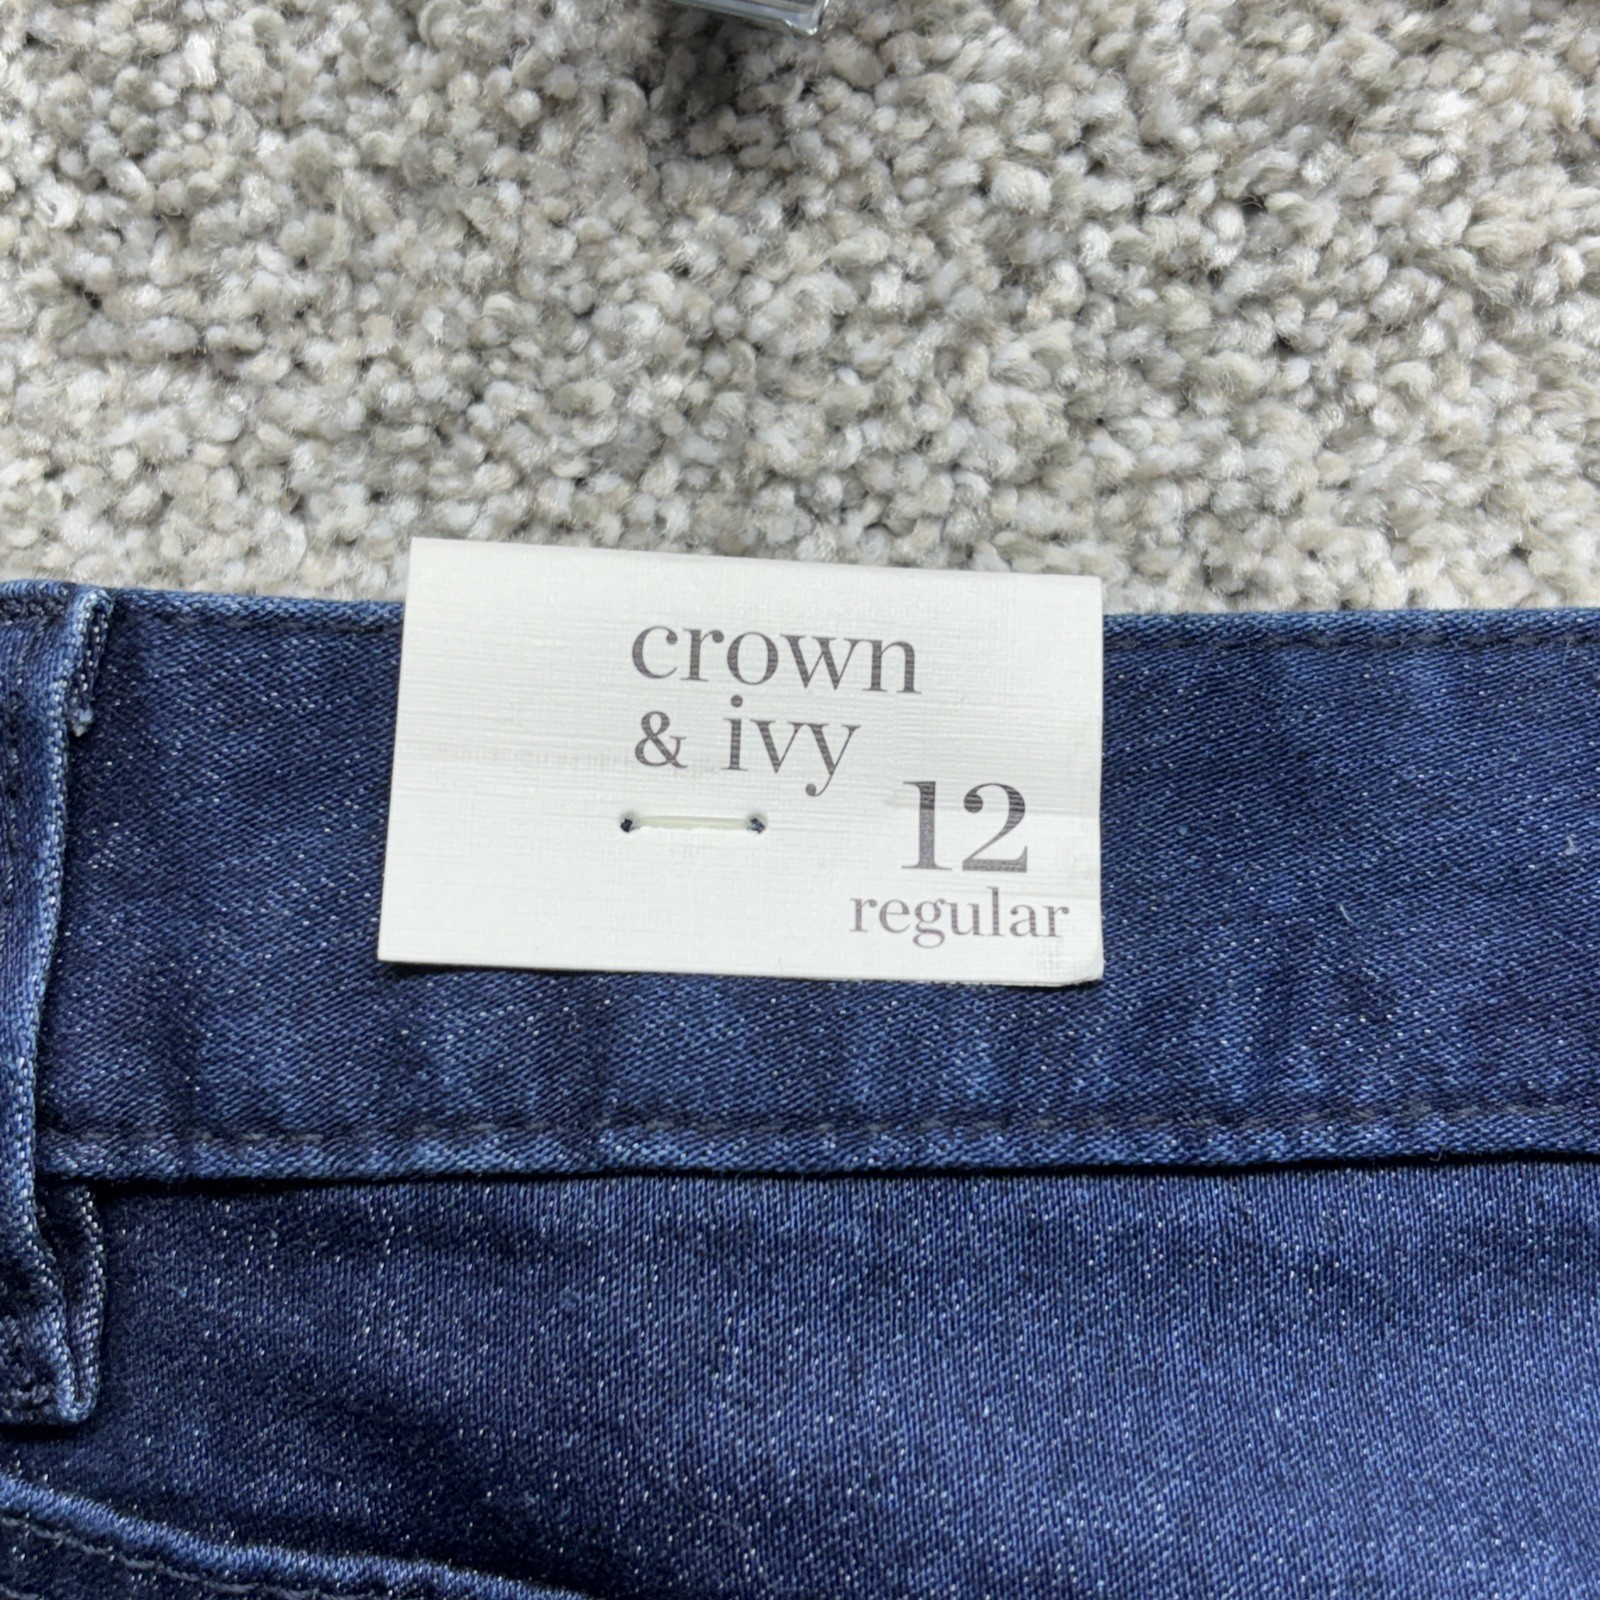 crown
& ivy
12
regular